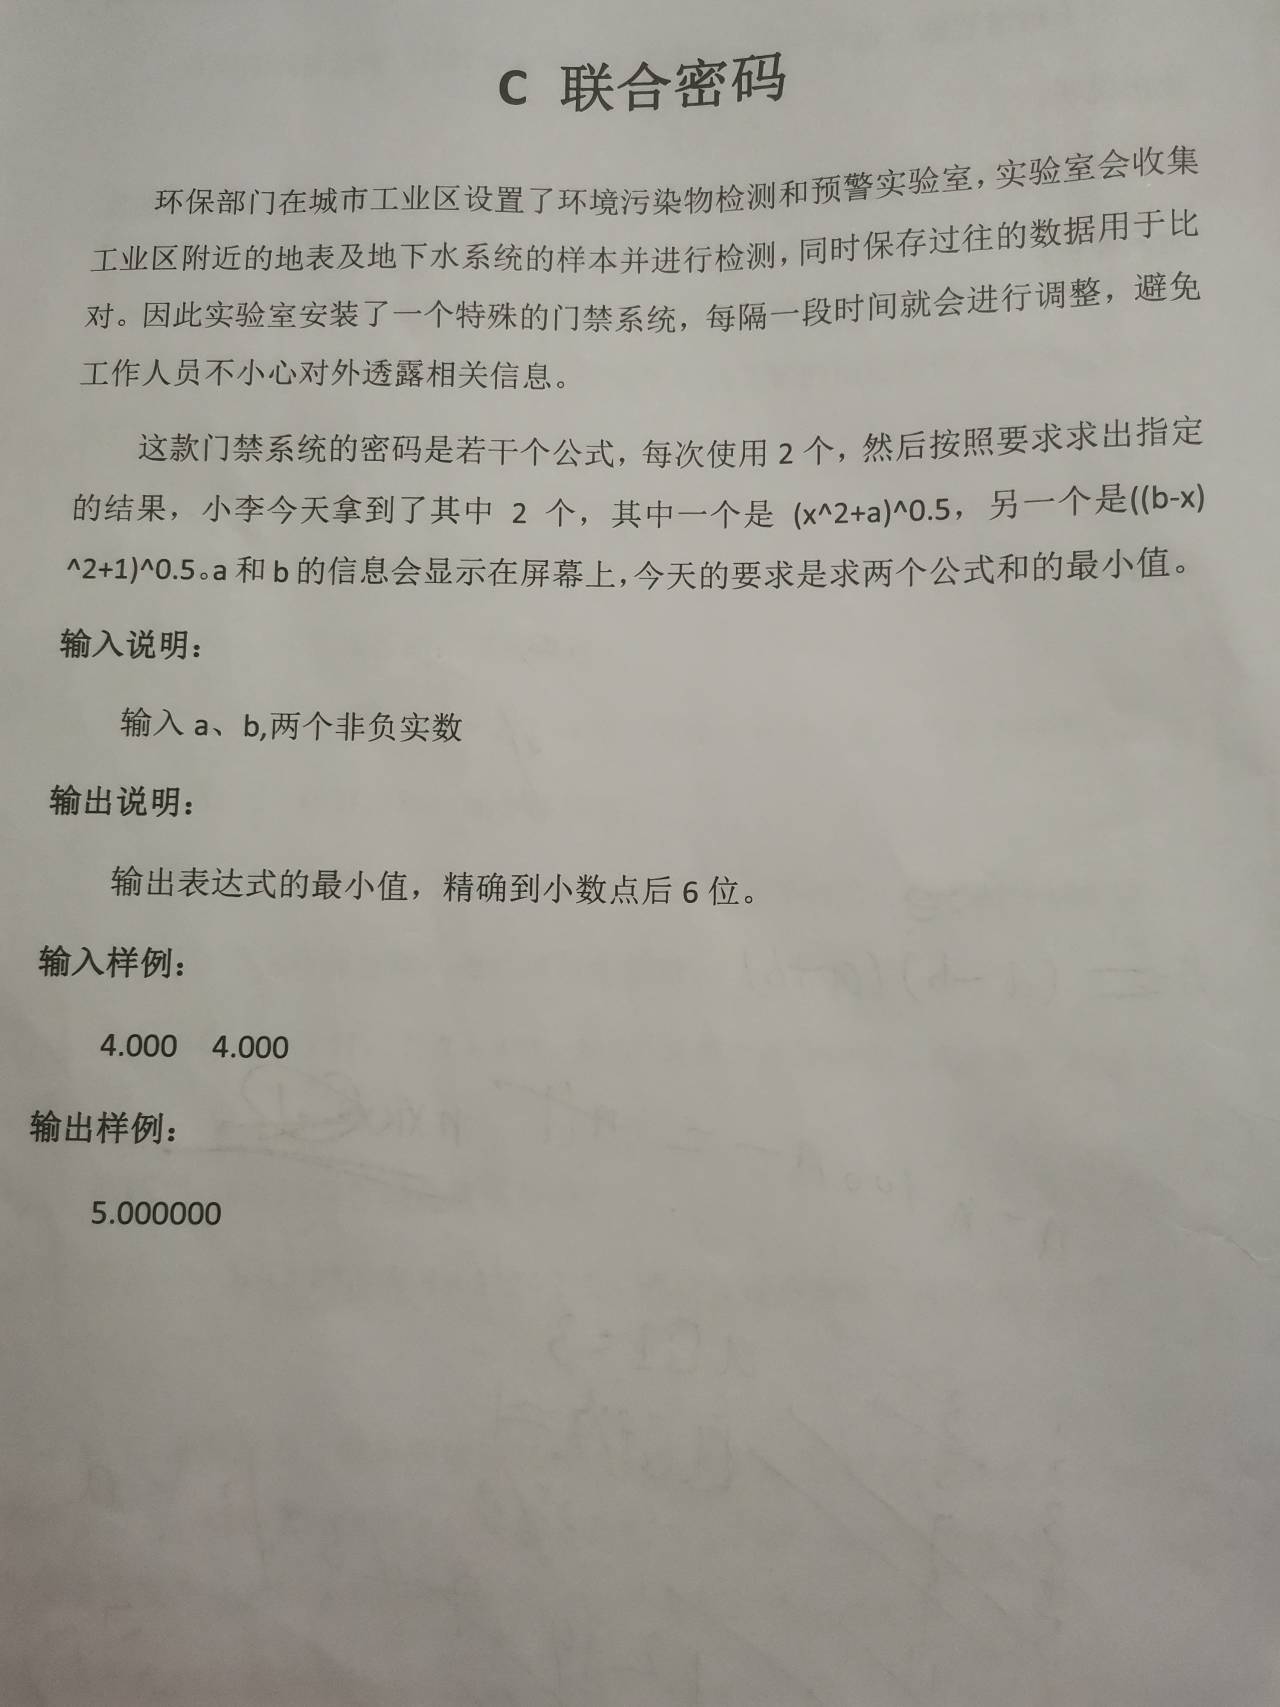 C 联合密码
环保部门在城市工业区设置了环境污染物检测和预警实验室，实验室会收集
工业区附近的地表及地下水系统的样本并进行检测，同时保存过往的数据用于比
对。因此实验室安装了一个特殊的门禁系统，每隔一段时间就会进行调整，避免
工作人员不小心对外透露相关信息。
这款门禁系统的密码是若干个公式，每次使用 2 个，然后按照要求求出指定
的结果，小李今天拿到了其中 2 个，其中一个是 (x^2+a)^0.5，另一个是((b-x)
^2+1)^0.5。a 和 b 的信息会显示在屏幕上，今天的要求是求两个公式和的最小值。
输入说明：
输入 a、b,两个非负实数
输出说明：
输出表达式的最小值，精确到小数点后 6 位。
输入样例：
4.000 4.000
输出样例：
5.000000